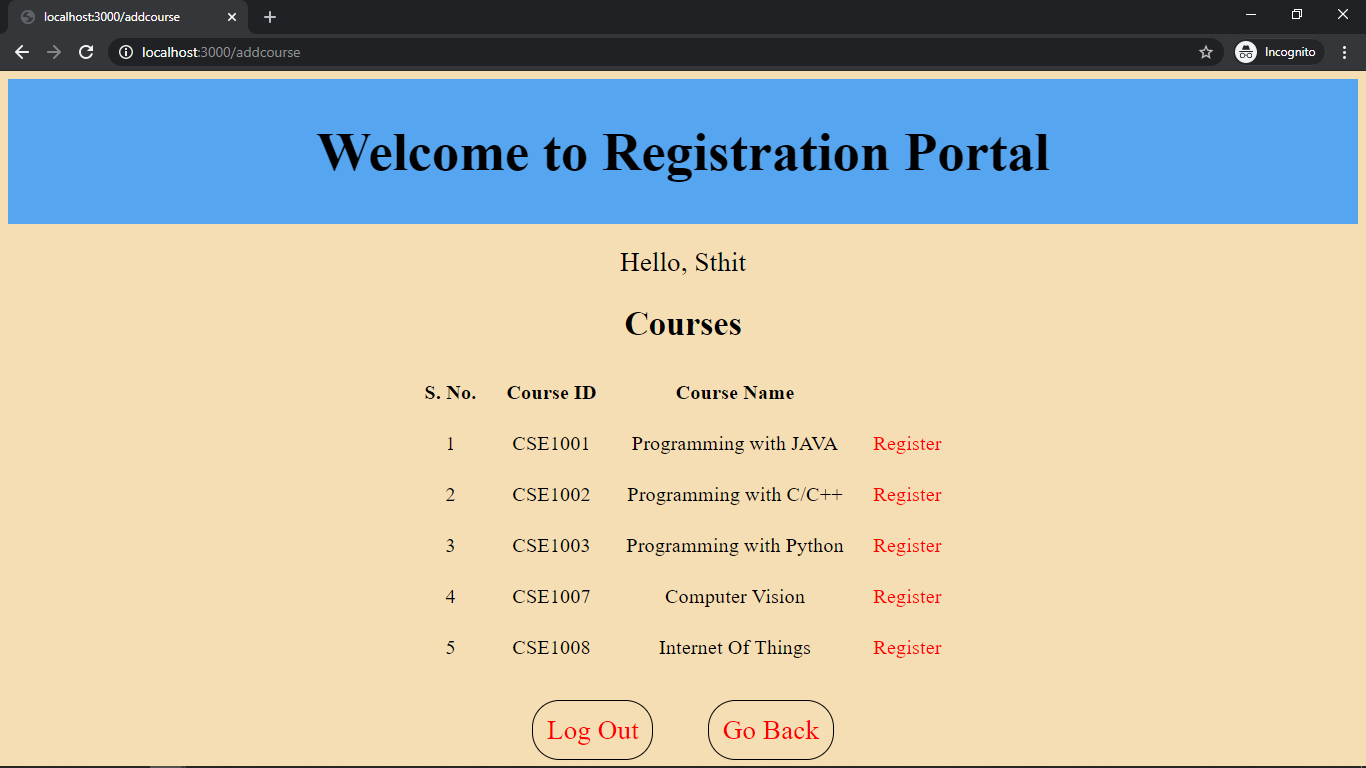 localhost:3000/addcourse
localhost:3000/addcourse Incognito
Welcome to Registration Portal
Hello, Sthit
Courses
S. No. Course ID Course Name
1 CSE1001 Programming with JAVA Register
2 CSE1002 Programming with C/C++ Register
3 CSE1003 Programming with Python Register
4 CSE1007 Computer Vision Register
5 CSE1008 Internet Of Things Register
Log Out Go Back